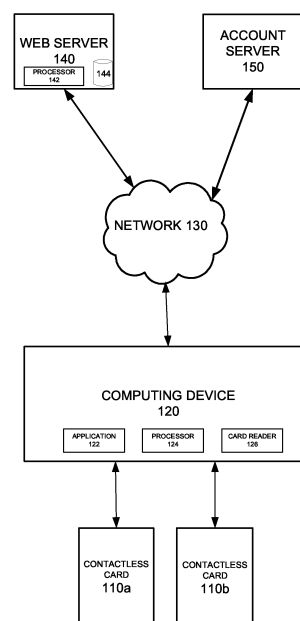 WEB SERVER
140
PROCESSOR
142
144
ACCOUNT
SERVER
150
NETWORK 130
COMPUTING DEVICE
120
APPLICATION
122
PROCESSOR
124
CARD READER
126
CONTACTLESS
CARD
110a
CONTACTLESS
CARD
110b